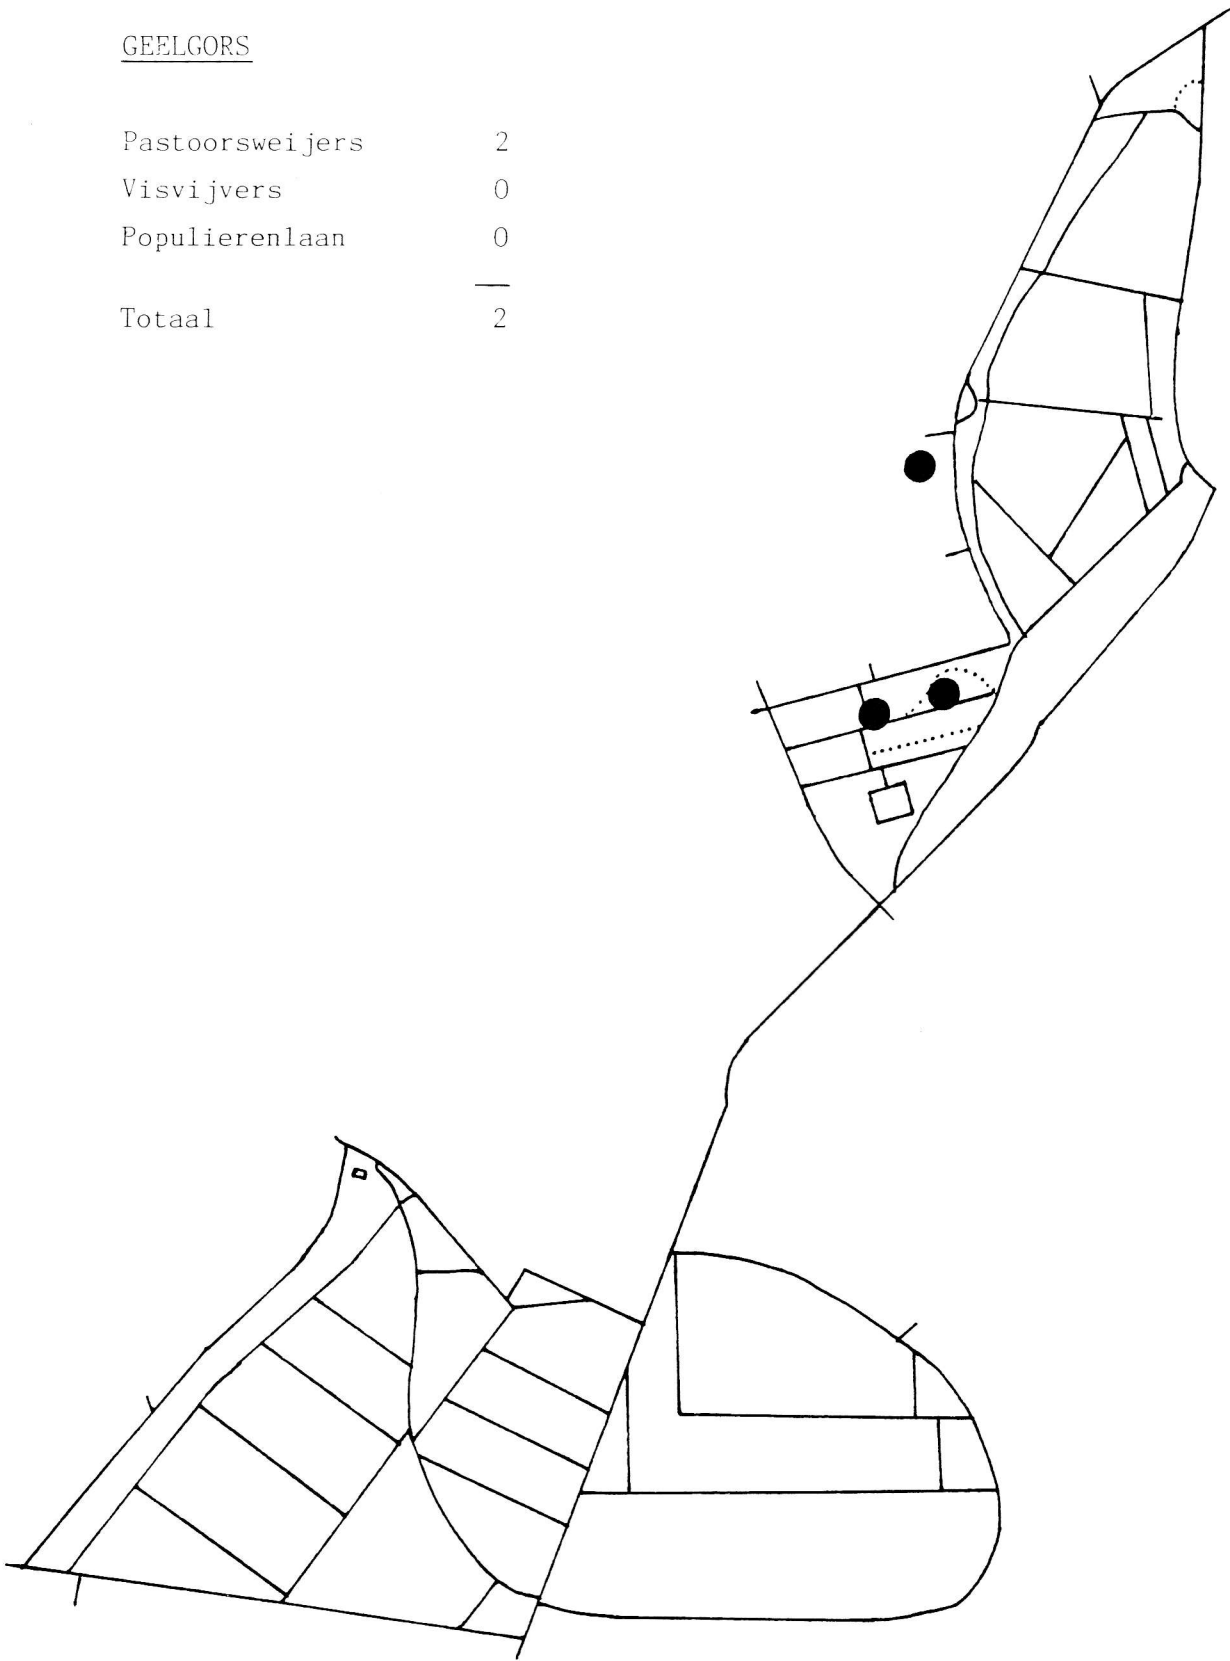 GEELGORS
Pastoorsweijers 2
Visvijvers 0
Populierenlaan 0
Totaal 2